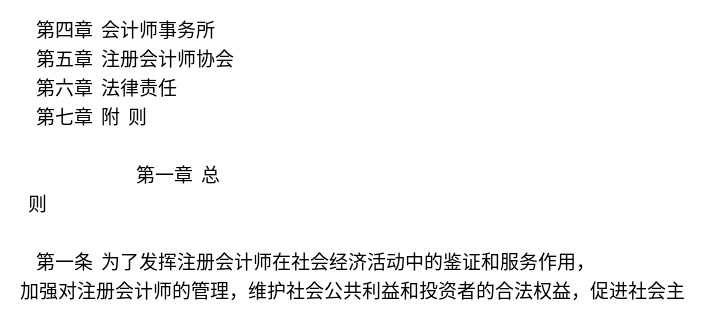 第四章 会计师事务所
第五章 注册会计师协会
第六章 法律责任
第七章 附 则
第一章 总
则
第一条 为了发挥注册会计师在社会经济活动中的鉴证和服务作用，
加强对注册会计师的管理，维护社会公共利益和投资者的合法权益，促进社会主